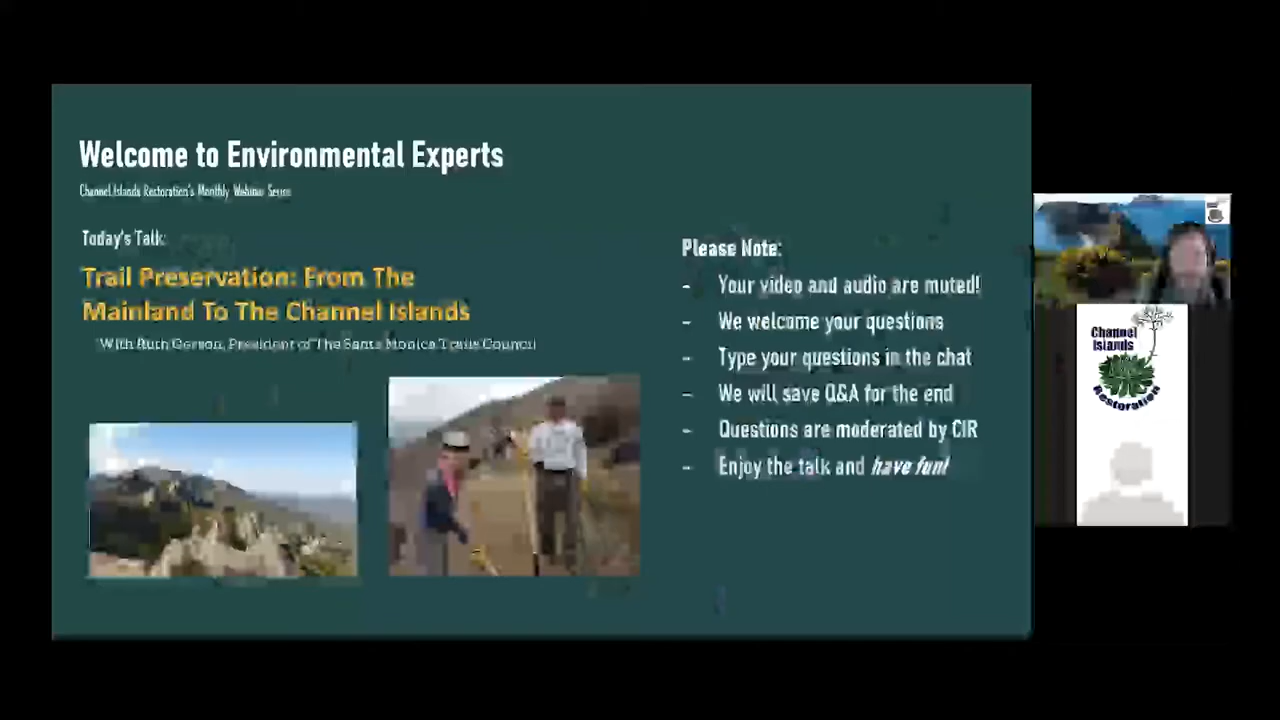 Welcome to Environmental Experts
Channel Islands Restoration's Monthly Webinar Series
Today's Talk:
Trail Preservation: From The
Mainland To The Channel Islands
With Ruth Gerson, President of The Santa Monica Trails Council
Please Note:
- Your video and audio are muted!
- We welcome your questions
- Type your questions in the chat
- We will save Q&A for the end
- Questions are moderated by CIR
- Enjoy the talk and have fun!
Channel
Islands
Restoration